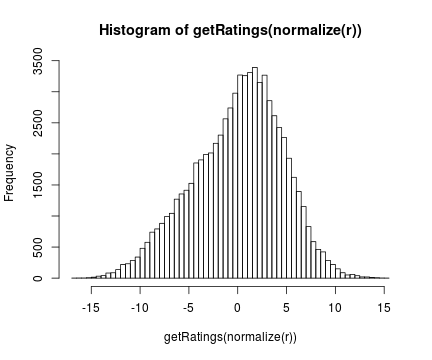 Histogram of getRatings(normalize(r))
Frequency
3500
2500
1500
500
0
-15 -10 -5 0 5 10 15
getRatings(normalize(r))